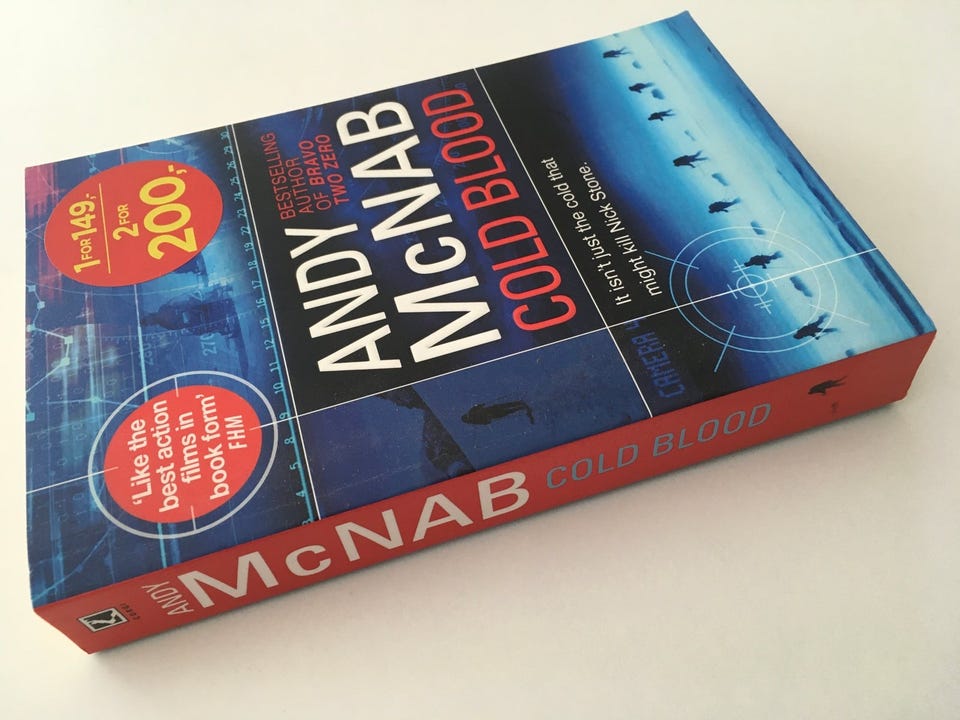 1 FOR 149,-
2 FOR
200,-
'Like the
best action
films in
book form'
FHM
BESTSELLING
AUTHOR
OF BRAVO
TWO ZERO
ANDY
McNAB
COLD BLOOD
It isn't just the cold that
might kill Nick Stone.
CAMERA
ANDY
McNAB
COLD BLOOD
CORGI